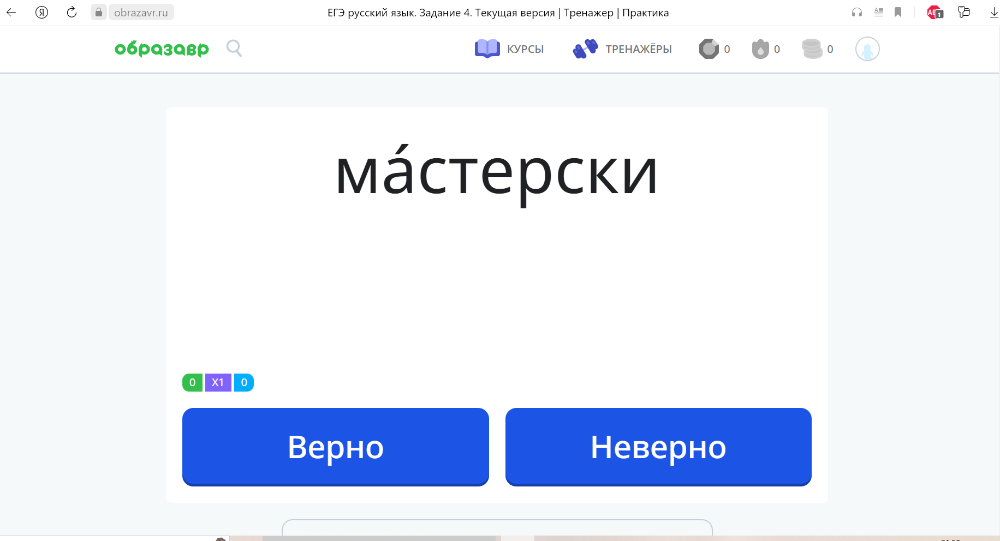 Я
obrazavr.ru
ЕГЭ русский язык. Задание 4. Текущая версия | Тренажер | Практика
1
образавр
КУРСЫ
ТРЕНАЖЁРЫ
0
0
0
ма́стерски
0 X1 0
Верно
Неверно